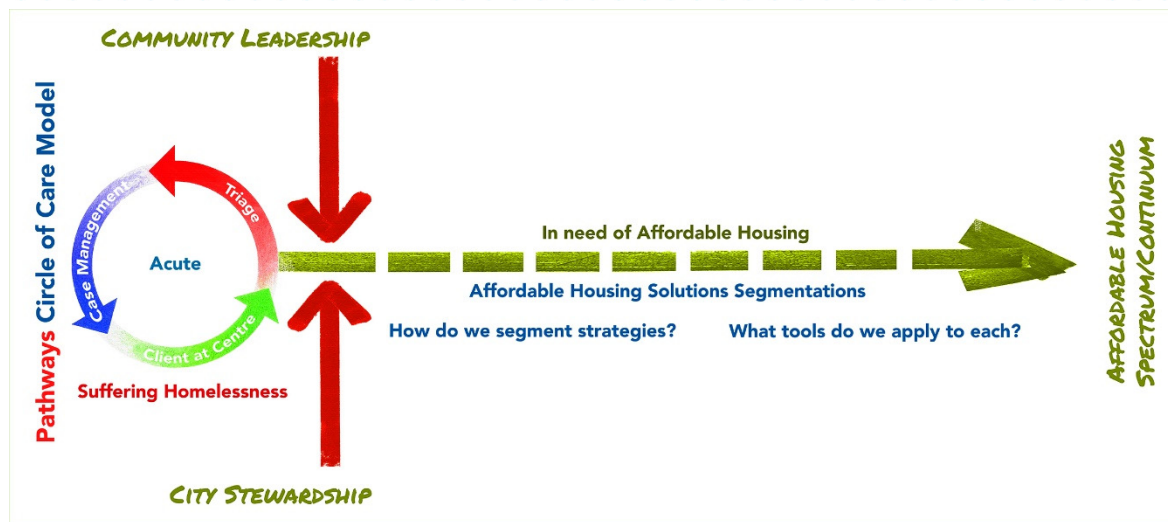 COMMUNITY LEADERSHIP
Pathways Circle of Care Model
Triage
Case Management
Acute
Client at Centre
Suffering Homelessness
In need of Affordable Housing
Affordable Housing Solutions Segmentations
How do we segment strategies?
What tools do we apply to each?
AFFORDABLE HOUSING
SPECTRUM/CONTINUUM
CITY STEWARDSHIP